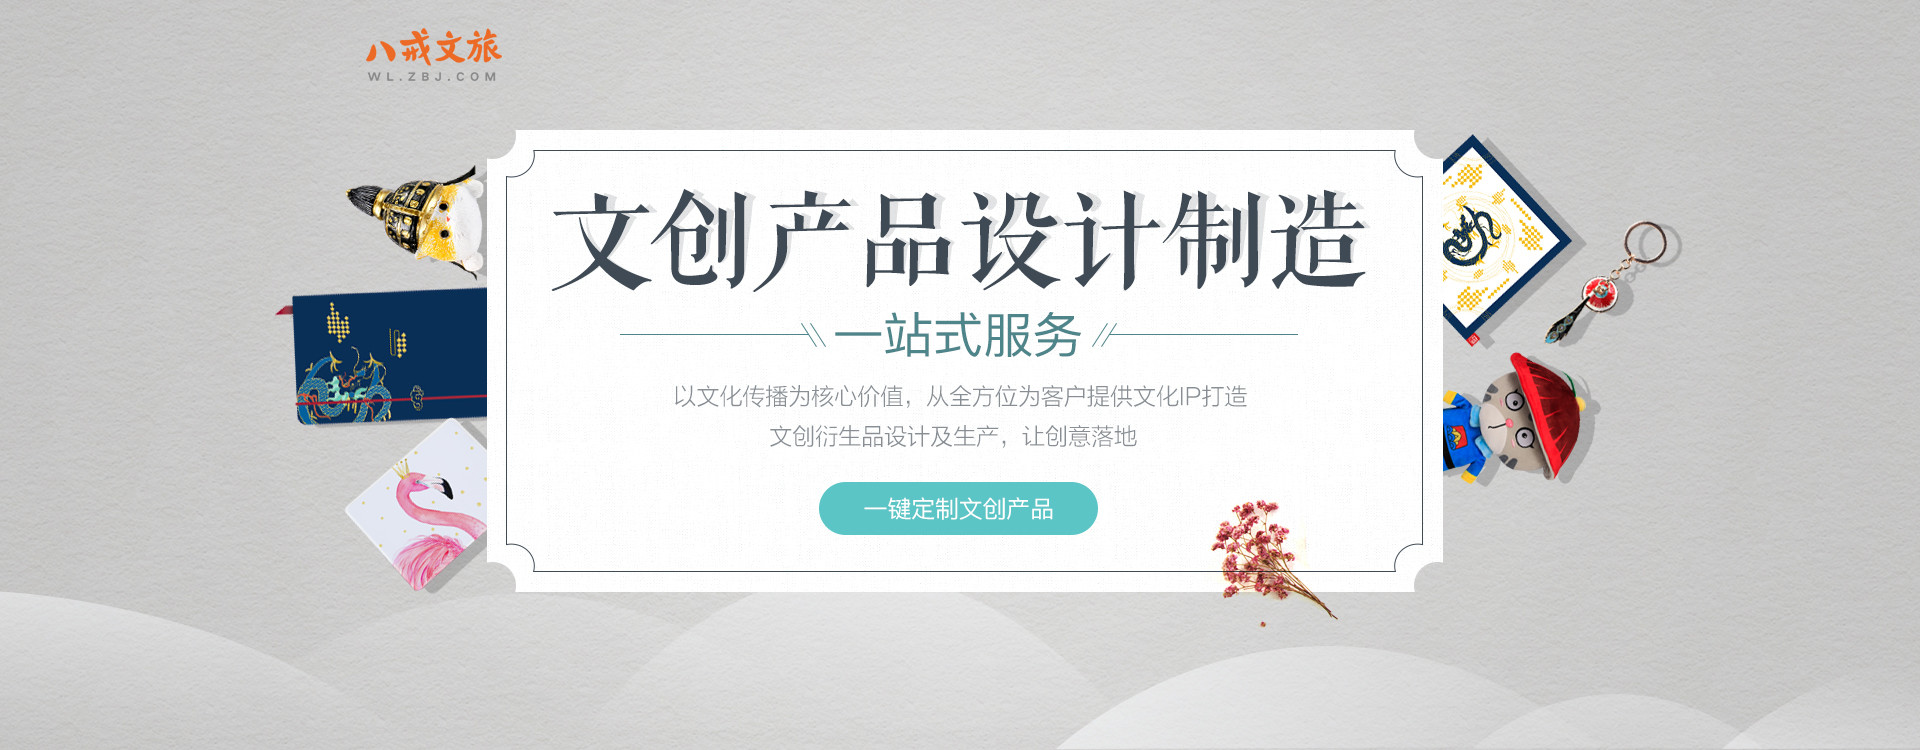 八戒文旅
WL.ZBJ.COM
文创产品设计制造
一站式服务
以文化传播为核心价值，从全方位为客户提供文化IP打造
文创衍生品设计及生产，让创意落地
一键定制文创产品